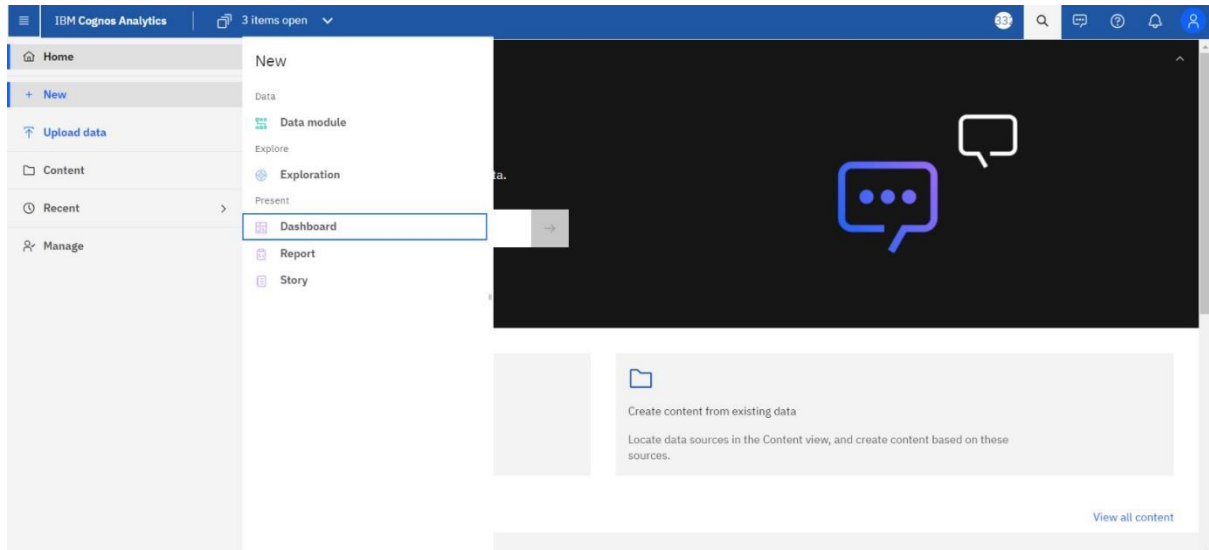 IBM Cognos Analytics
3 items open
Home
New
Upload data
Content
Recent
Manage
New
Data
Data module
Explore
Exploration
Present
Dashboard
Report
Story
ta.
Create content from existing data
Locate data sources in the Content view, and create content based on these
sources.
View all content